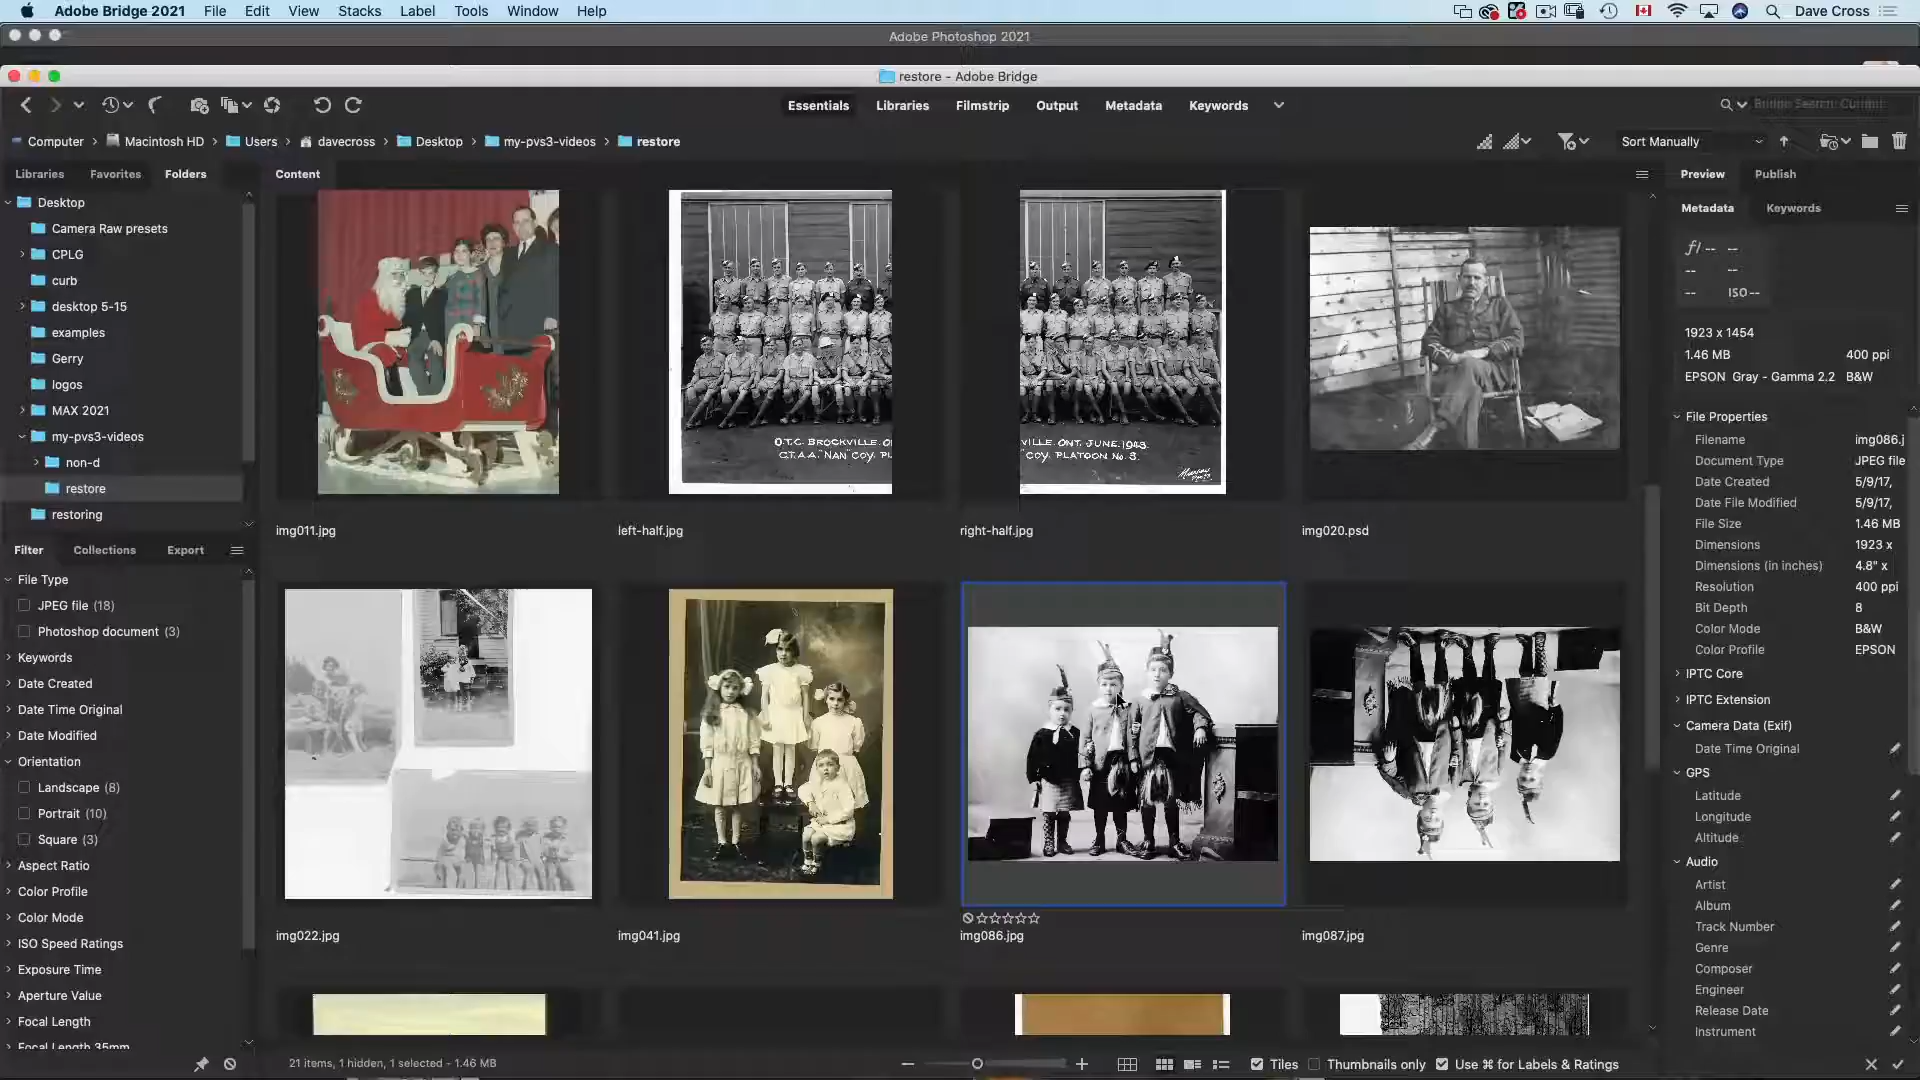 Adobe Bridge 2021 File Edit View Stacks Label Tools Window Help Dave Cross
Adobe Photoshop 2021
restore - Adobe Bridge
Essentials Libraries Filmstrip Output Metadata Keywords Bridge Search: Current
Computer Macintosh HD Users davecross Desktop my-pvs3-videos restore Sort Manually
Libraries Favorites Folders
Desktop
Camera Raw presets
CPLG
curb
desktop 5-15
examples
Gerry
logos
MAX 2021
my-pvs3-videos
non-d
restore
restoring
Filter Collections Export
File Type
JPEG file (18)
Photoshop document (3)
Keywords
Date Created
Date Time Original
Date Modified
Orientation
Landscape (8)
Portrait (10)
Square (3)
Aspect Ratio
Color Profile
Color Mode
ISO Speed Ratings
Exposure Time
Aperture Value
Focal Length
Focal Length 35mm
Content
O.T.C. BROCKVILLE. O
C.T.A.A. "NAN" COY. PL
VILLE. ONT. JUNE. 1943.
COY. PLATOON No. 3.
img011.jpg left-half.jpg right-half.jpg img020.psd
img022.jpg img041.jpg img086.jpg img087.jpg
21 items, 1 hidden, 1 selected - 1.46 MB Tiles Thumbnails only Use ⌘ for Labels & Ratings
Preview Publish
Metadata Keywords
f/ -- --
-- --
-- ISO --
1923 x 1454
1.46 MB 400 ppi
EPSON Gray - Gamma 2.2 B&W
File Properties
Filename img086.j
Document Type JPEG file
Date Created 5/9/17,
Date File Modified 5/9/17,
File Size 1.46 MB
Dimensions 1923 x
Dimensions (in inches) 4.8" x
Resolution 400 ppi
Bit Depth 8
Color Mode B&W
Color Profile EPSON
IPTC Core
IPTC Extension
Camera Data (Exif)
Date Time Original
GPS
Latitude
Longitude
Altitude
Audio
Artist
Album
Track Number
Genre
Composer
Engineer
Release Date
Instrument